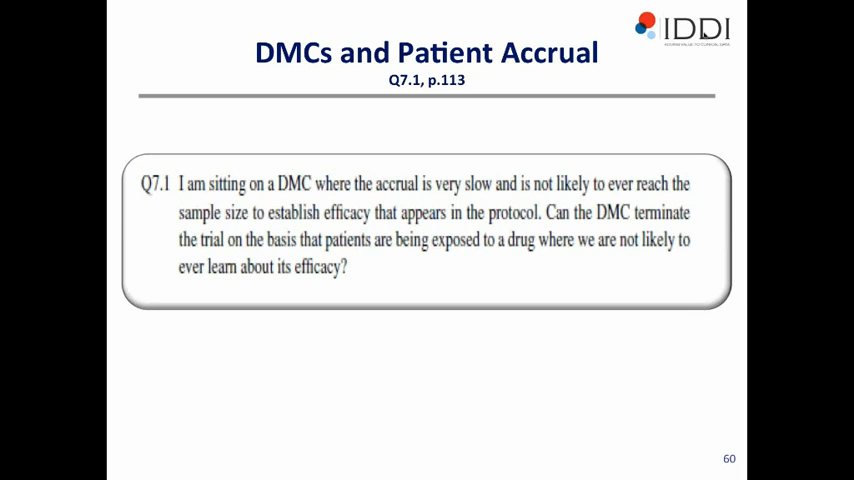 IDDI
DMCs and Patient Accrual
Q7.1, p.113
Q7.1 I am sitting on a DMC where the accrual is very slow and is not likely to ever reach the
sample size to establish efficacy that appears in the protocol. Can the DMC terminate
the trial on the basis that patients are being exposed to a drug where we are not likely to
ever learn about its efficacy?
60